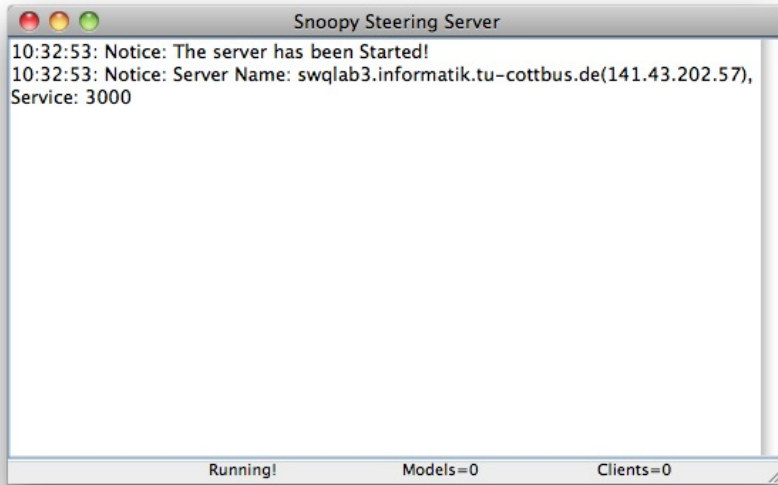 Snoopy Steering Server
10:32:53: Notice: The server has been Started!
10:32:53: Notice: Server Name: swqlab3.informatik.tu-cottbus.de(141.43.202.57),
Service: 3000
Running! Models=0 Clients=0